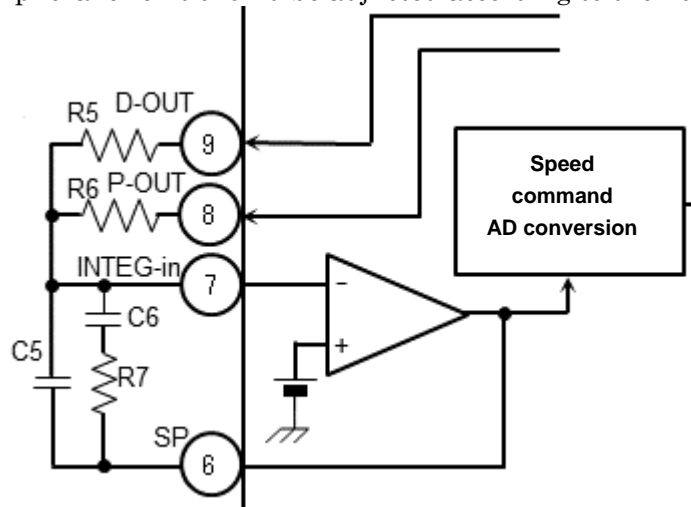 D-OUT
R5
9
R6 P-OUT
8
Speed
command
AD conversion
INTEG-in
7
-
C6
+
C5
R7
SP
6